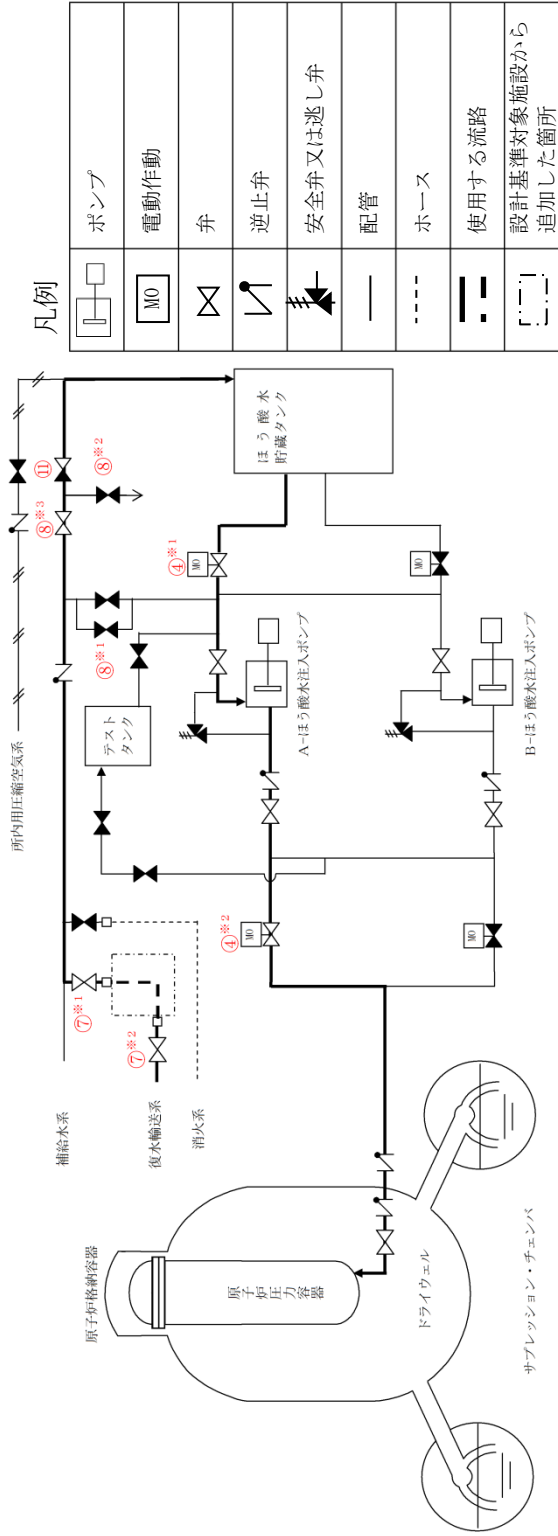 凡例
ポンプ
MO
電動作動
弁
逆止弁
安全弁又は逃し弁
配管
ホース
使用する流路
設計基準対象施設から
追加した箇所
所内用圧縮空気系
補給水系
復水輸送系
消火系
⑦※1
⑦※2
⑧※1
⑧※3
⑪
⑧※2
テスト
タンク
ほう酸水
貯蔵タンク
④※1
MO
MO
A-ほう酸水注入ポンプ
B-ほう酸水注入ポンプ
④※2
MO
MO
原子炉格納容器
原子炉圧力容器
ドライウェル
サプレッション・チェンバ